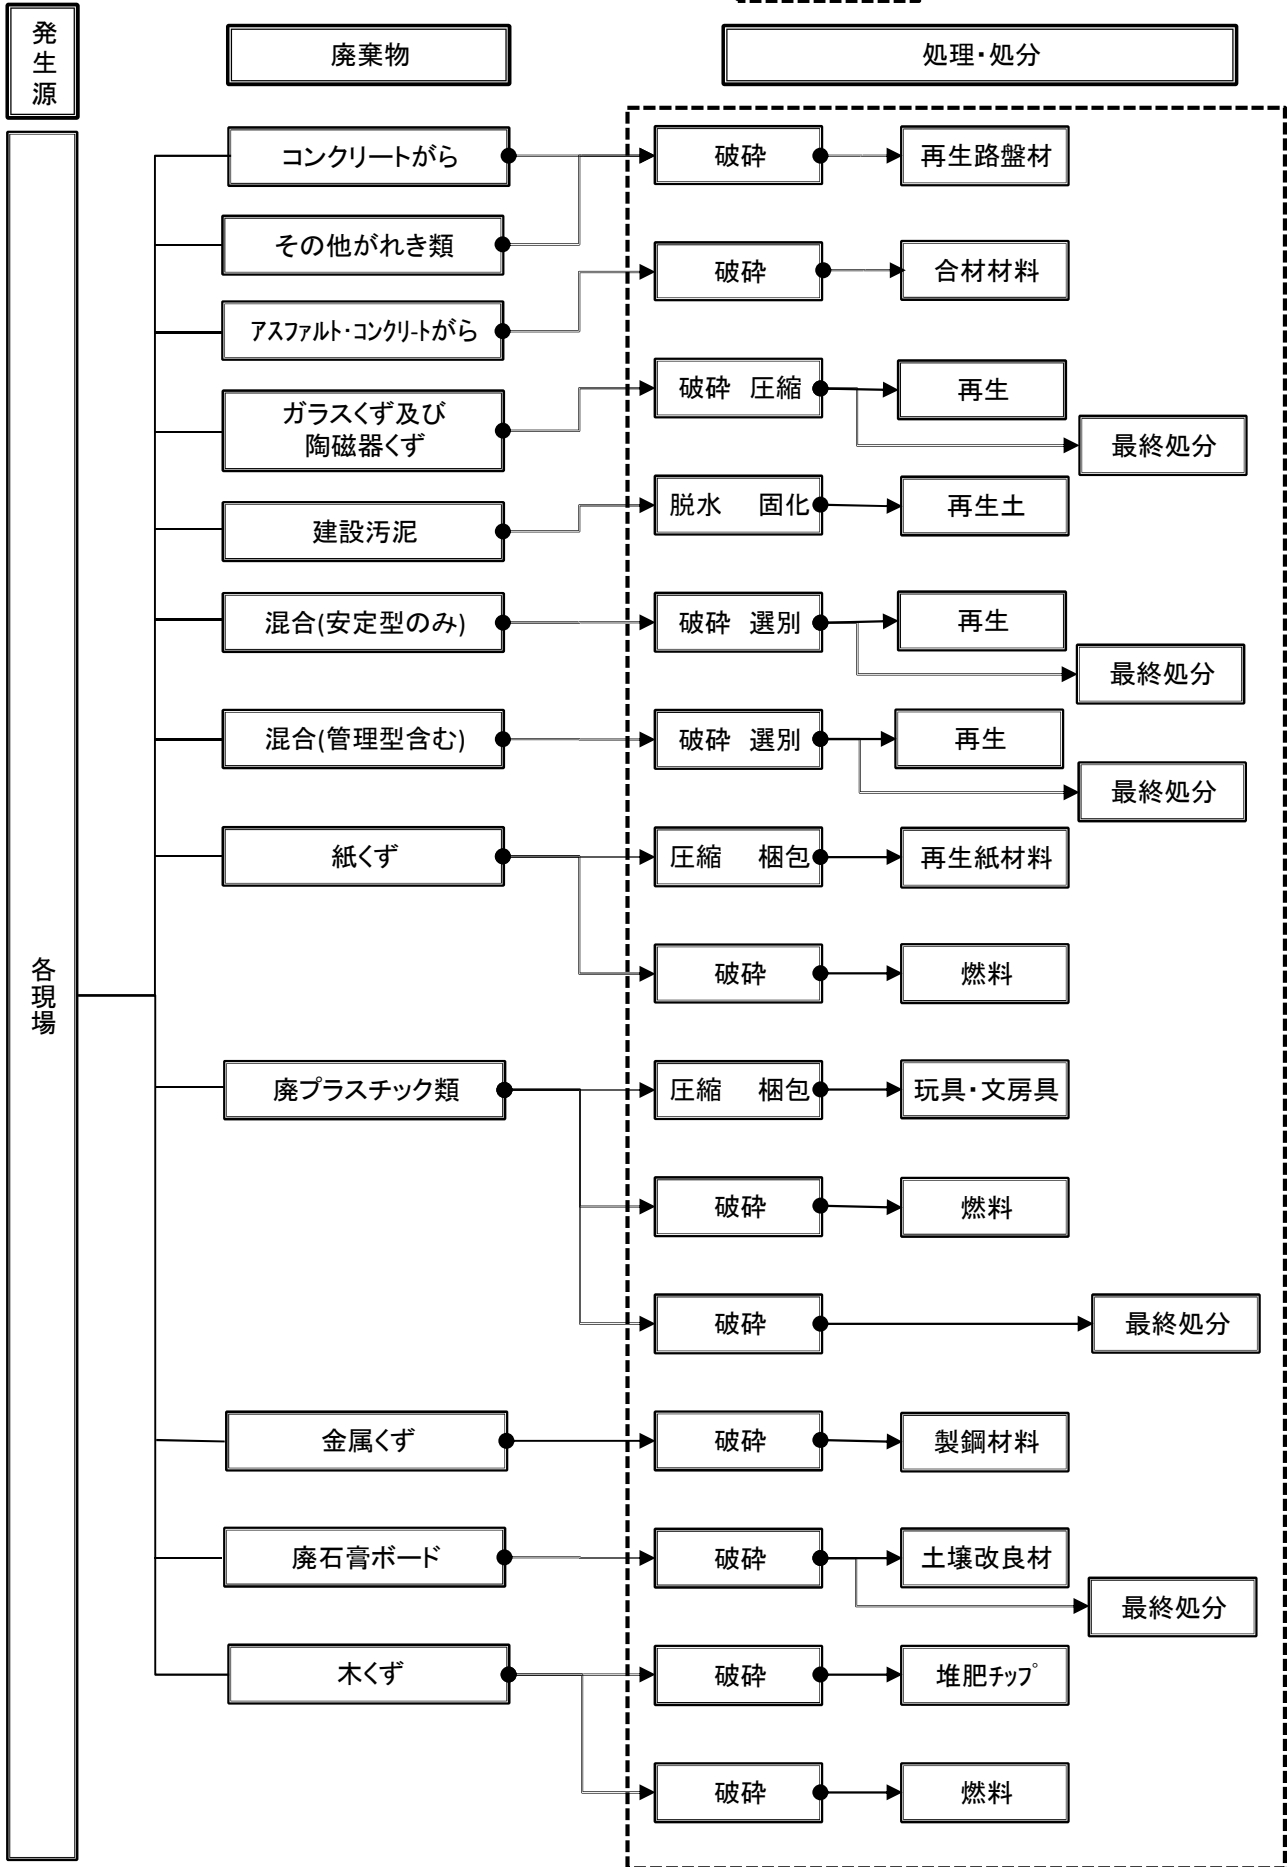 発生源
廃棄物
処理・処分
各現場
コンクリートがら
破砕
再生路盤材
その他がれき類
破砕
合材材料
アスファルト・コンクリートがら
ガラスくず及び
陶磁器くず
破砕 圧縮
再生
最終処分
建設汚泥
脱水 固化
再生土
混合(安定型のみ)
破砕 選別
再生
最終処分
混合(管理型含む)
破砕 選別
再生
最終処分
紙くず
圧縮 梱包
再生紙材料
破砕
燃料
廃プラスチック類
圧縮 梱包
玩具・文房具
破砕
燃料
破砕
最終処分
金属くず
破砕
製鋼材料
廃石膏ボード
破砕
土壌改良材
最終処分
木くず
破砕
堆肥チップ
破砕
燃料